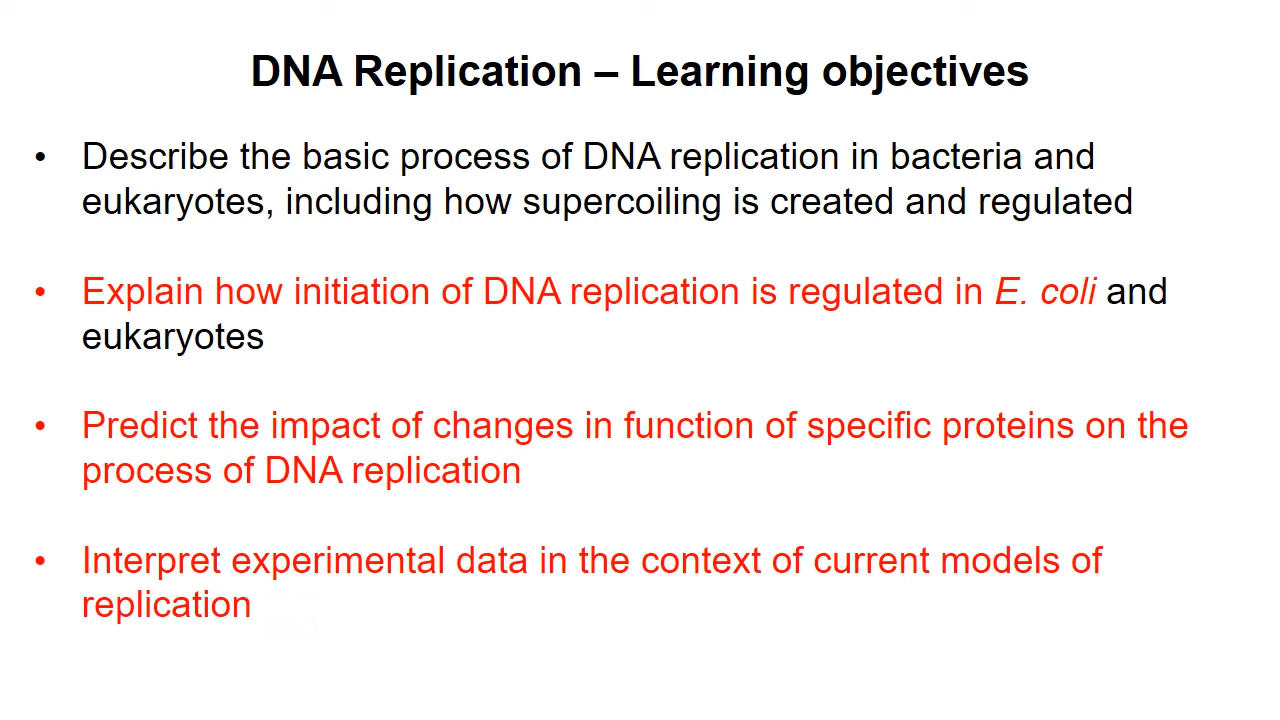 DNA Replication – Learning objectives
• Describe the basic process of DNA replication in bacteria and
eukaryotes, including how supercoiling is created and regulated
• Explain how initiation of DNA replication is regulated in E. coli and
eukaryotes
• Predict the impact of changes in function of specific proteins on the
process of DNA replication
• Interpret experimental data in the context of current models of
replication